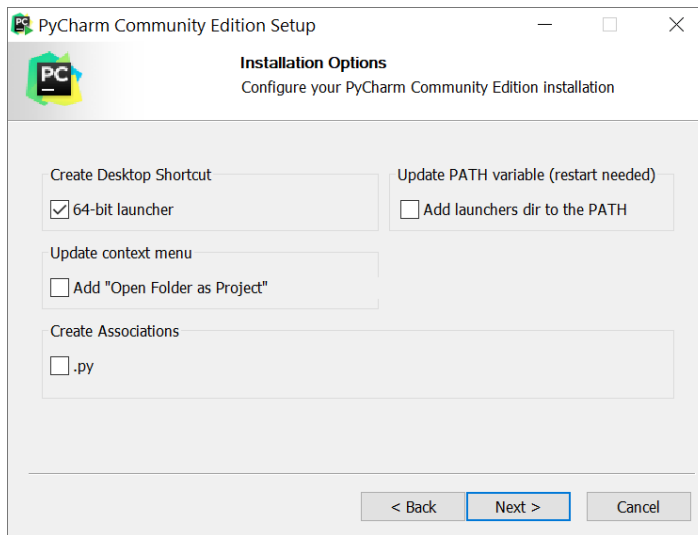 PyCharm Community Edition Setup
PC
Installation Options
Configure your PyCharm Community Edition installation
Create Desktop Shortcut
64-bit launcher
Update PATH variable (restart needed)
Add launchers dir to the PATH
Update context menu
Add "Open Folder as Project"
Create Associations
.py
< Back
Next >
Cancel